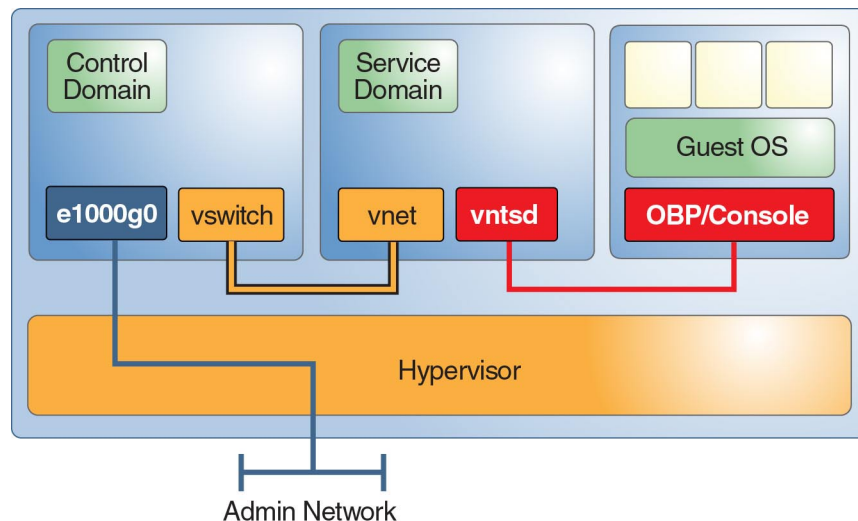 Control
Domain
Service
Domain
Guest OS
e1000g0
vswitch
vnet
vntsd
OBP/Console
Hypervisor
Admin Network